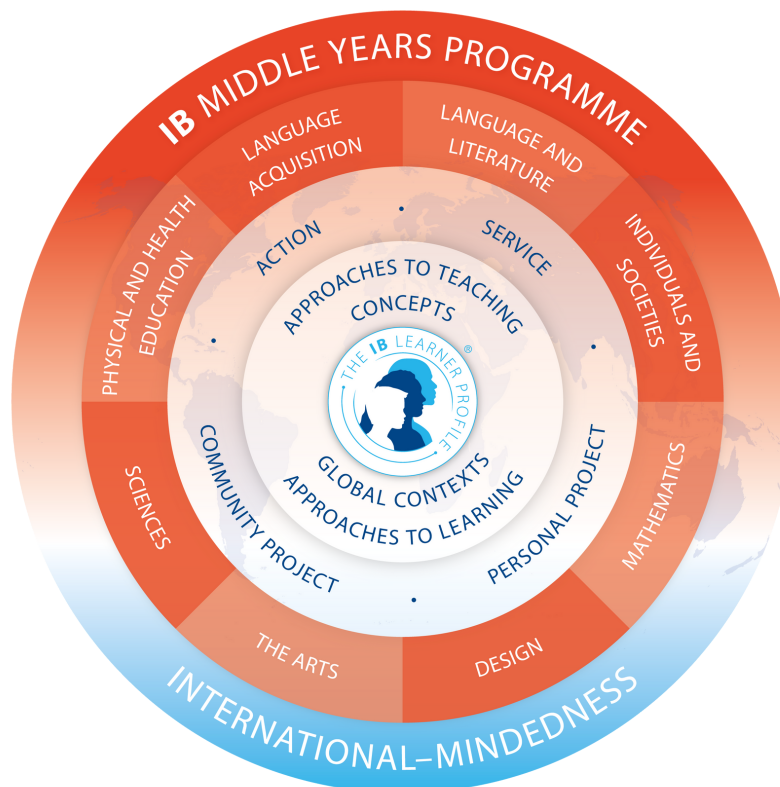 IB MIDDLE YEARS PROGRAMME
LANGUAGE
ACQUISITION
LANGUAGE AND
LITERATURE
INDIVIDUALS AND
SOCIETIES
MATHEMATICS
DESIGN
THE ARTS
SCIENCES
PHYSICAL AND HEALTH
EDUCATION
ACTION
•
SERVICE
•
PERSONAL PROJECT
•
COMMUNITY PROJECT
•
APPROACHES TO TEACHING
CONCEPTS
• THE IB LEARNER PROFILE •
®
GLOBAL CONTEXTS
APPROACHES TO LEARNING
INTERNATIONAL–MINDEDNESS